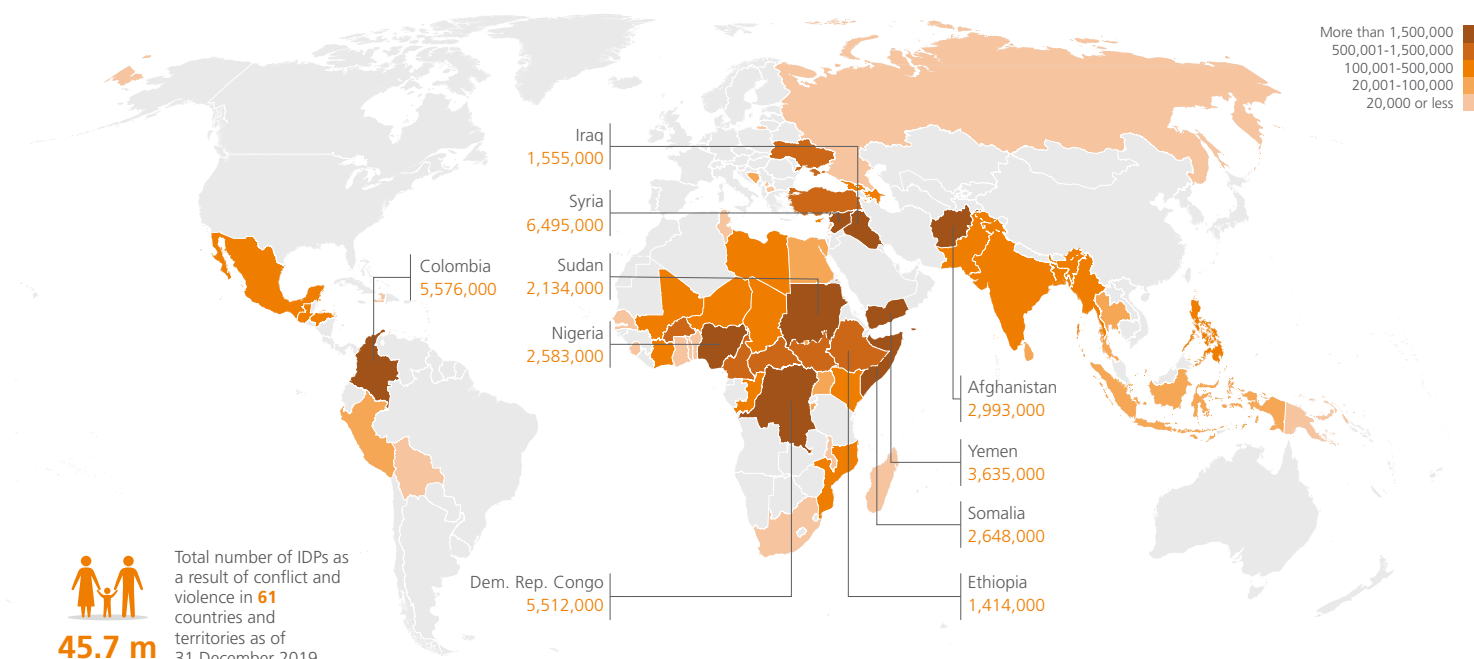 More than 1,500,000
500,001-1,500,000
100,001-500,000
20,001-100,000
20,000 or less
Iraq
1,555,000
Syria
6,495,000
Colombia
5,576,000
Sudan
2,134,000
Nigeria
2,583,000
Afghanistan
2,993,000
Yemen
3,635,000
Somalia
2,648,000
Dem. Rep. Congo
5,512,000
Ethiopia
1,414,000
45.7 m
Total number of IDPs as
a result of conflict and
violence in 61
countries and
territories as of
31 December 2019